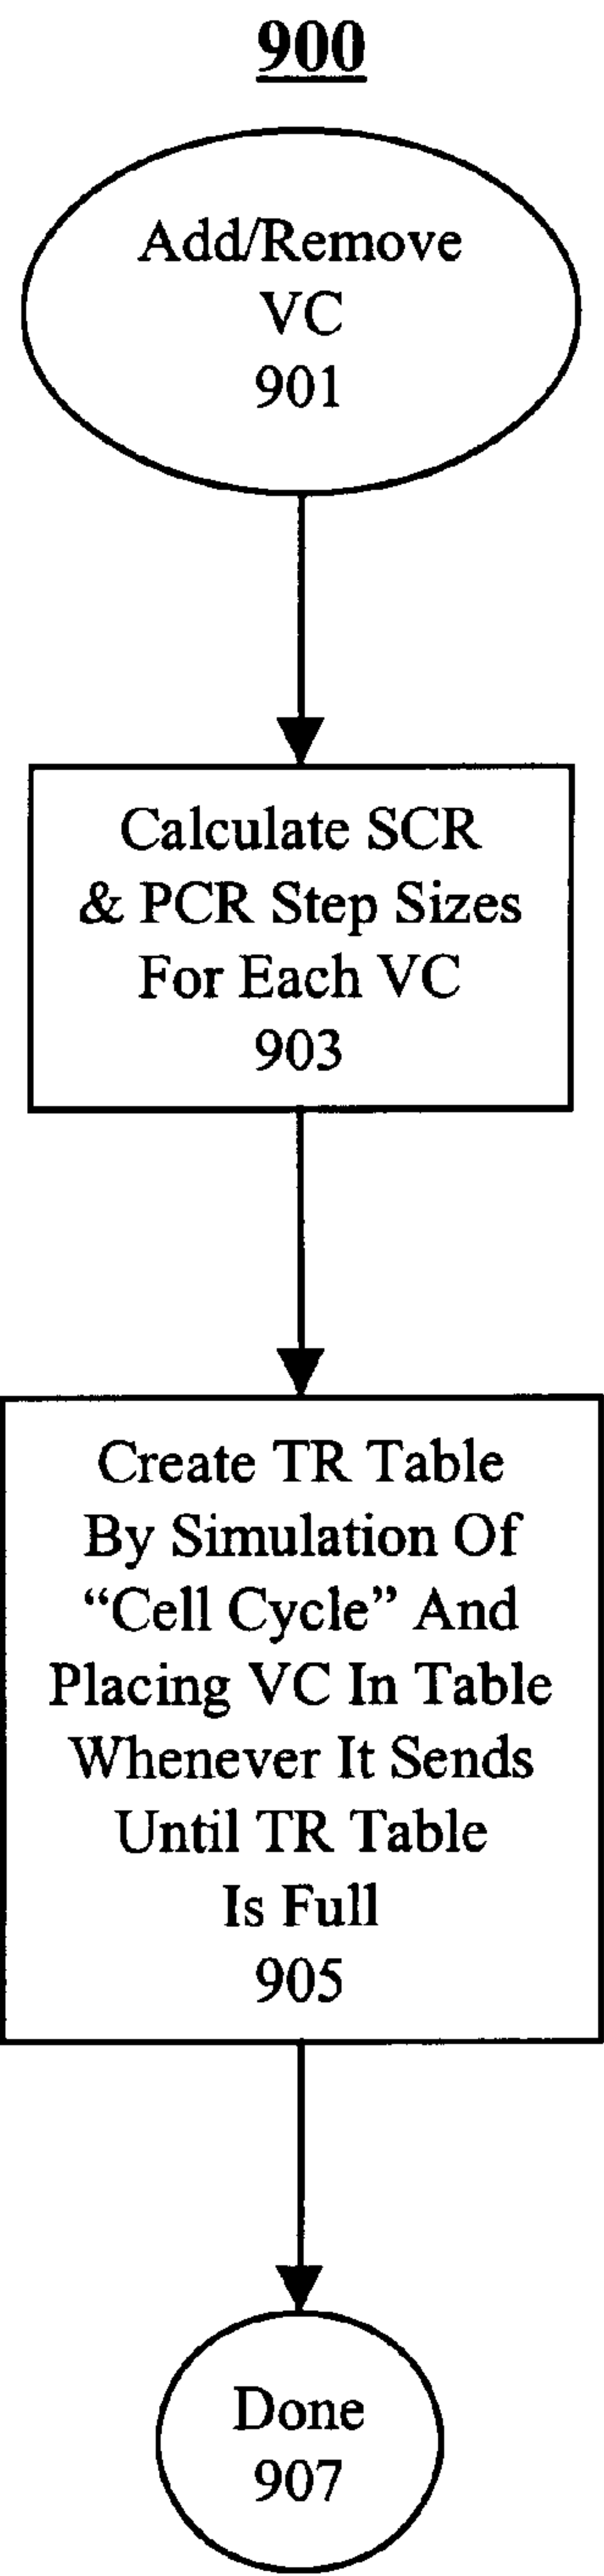 900
Add/Remove
VC
901
Calculate SCR
& PCR Step Sizes
For Each VC
903
Create TR Table
By Simulation Of
“Cell Cycle” And
Placing VC In Table
Whenever It Sends
Until TR Table
Is Full
905
Done
907